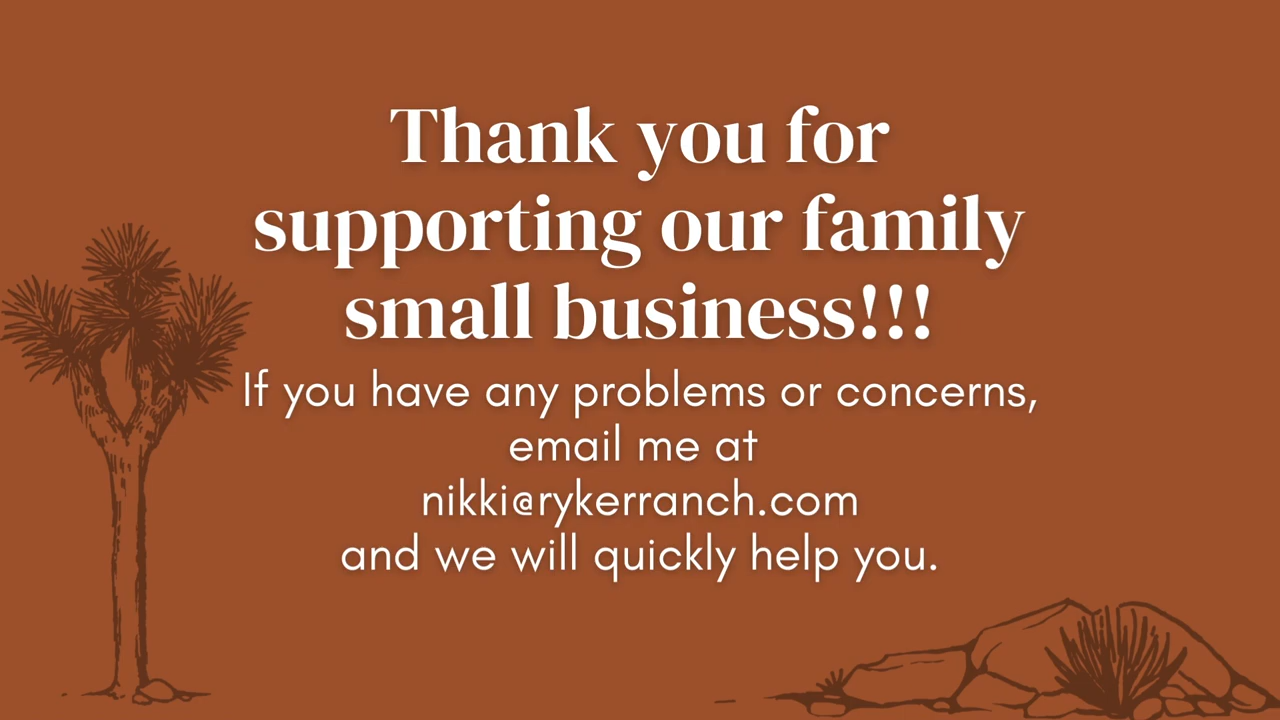 Thank you for
supporting our family
small business!!!
If you have any problems or concerns,
email me at
nikki@rykerranch.com
and we will quickly help you.